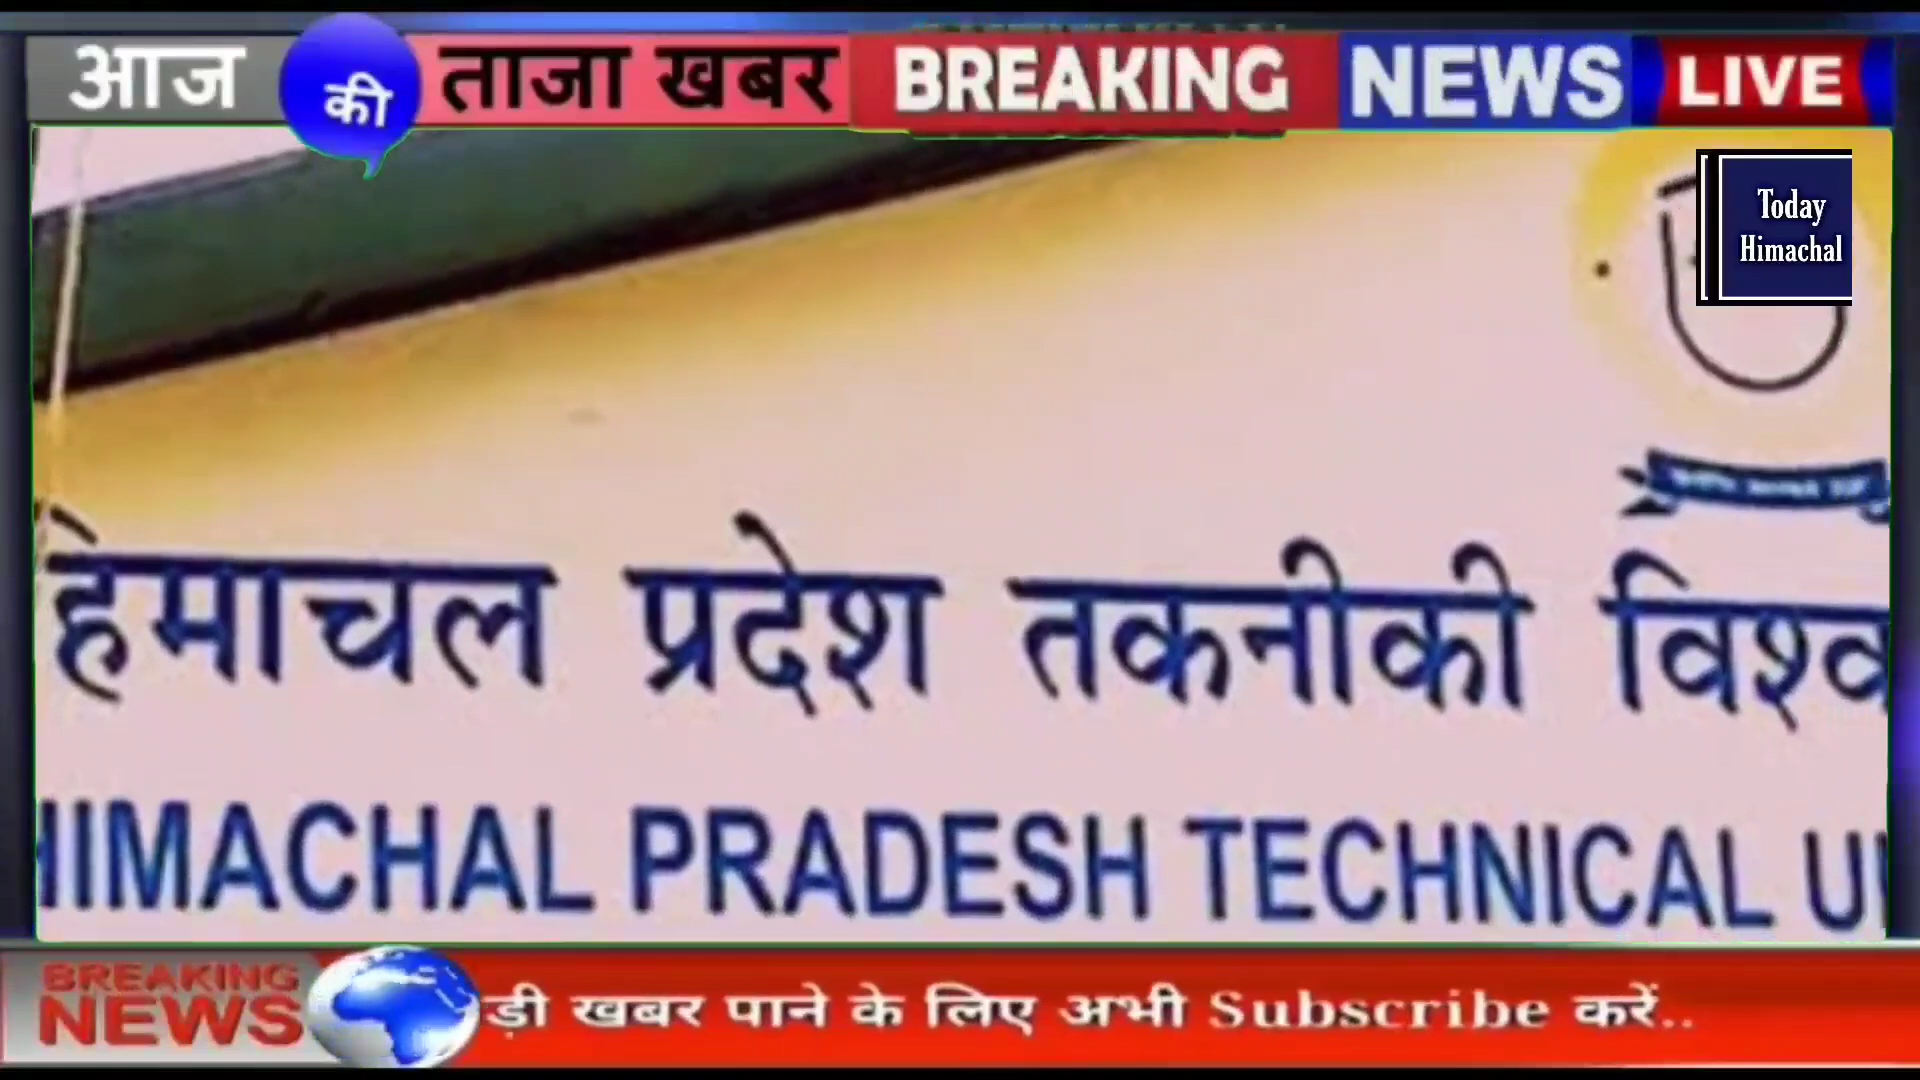 आज की ताजा खबर BREAKING NEWS LIVE
Today
Himachal
हिमाचल प्रदेश तकनीकी विश्व
HIMACHAL PRADESH TECHNICAL UN
BREAKING
NEWS
ड़ी खबर पाने के लिए अभी Subscribe करें..